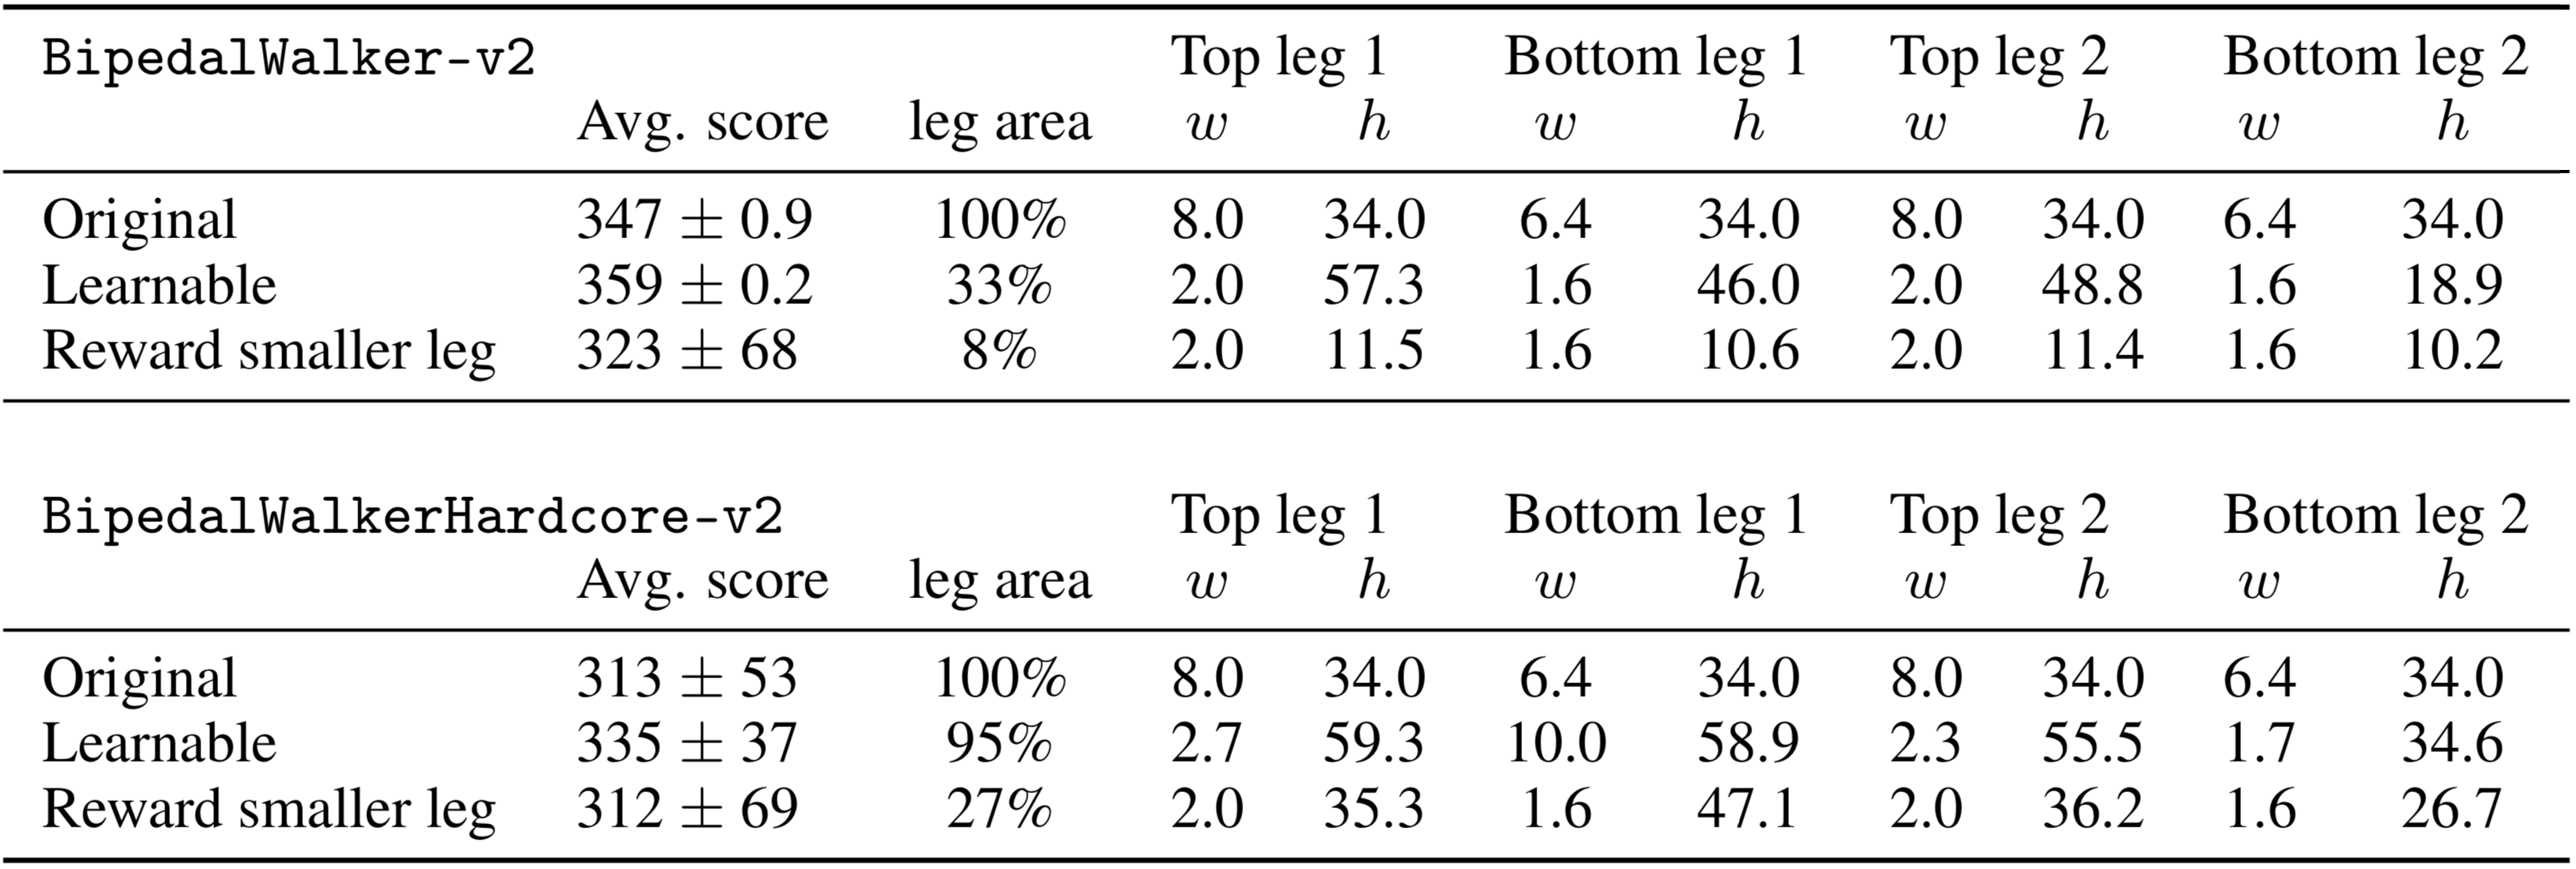 BipedalWalker-v2 Top leg 1 Bottom leg 1 Top leg 2 Bottom leg 2
Avg. score leg area w h w h w h w h
Original 347 ± 0.9 100% 8.0 34.0 6.4 34.0 8.0 34.0 6.4 34.0
Learnable 359 ± 0.2 33% 2.0 57.3 1.6 46.0 2.0 48.8 1.6 18.9
Reward smaller leg 323 ± 68 8% 2.0 11.5 1.6 10.6 2.0 11.4 1.6 10.2
BipedalWalkerHardcore-v2 Top leg 1 Bottom leg 1 Top leg 2 Bottom leg 2
Avg. score leg area w h w h w h w h
Original 313 ± 53 100% 8.0 34.0 6.4 34.0 8.0 34.0 6.4 34.0
Learnable 335 ± 37 95% 2.7 59.3 10.0 58.9 2.3 55.5 1.7 34.6
Reward smaller leg 312 ± 69 27% 2.0 35.3 1.6 47.1 2.0 36.2 1.6 26.7